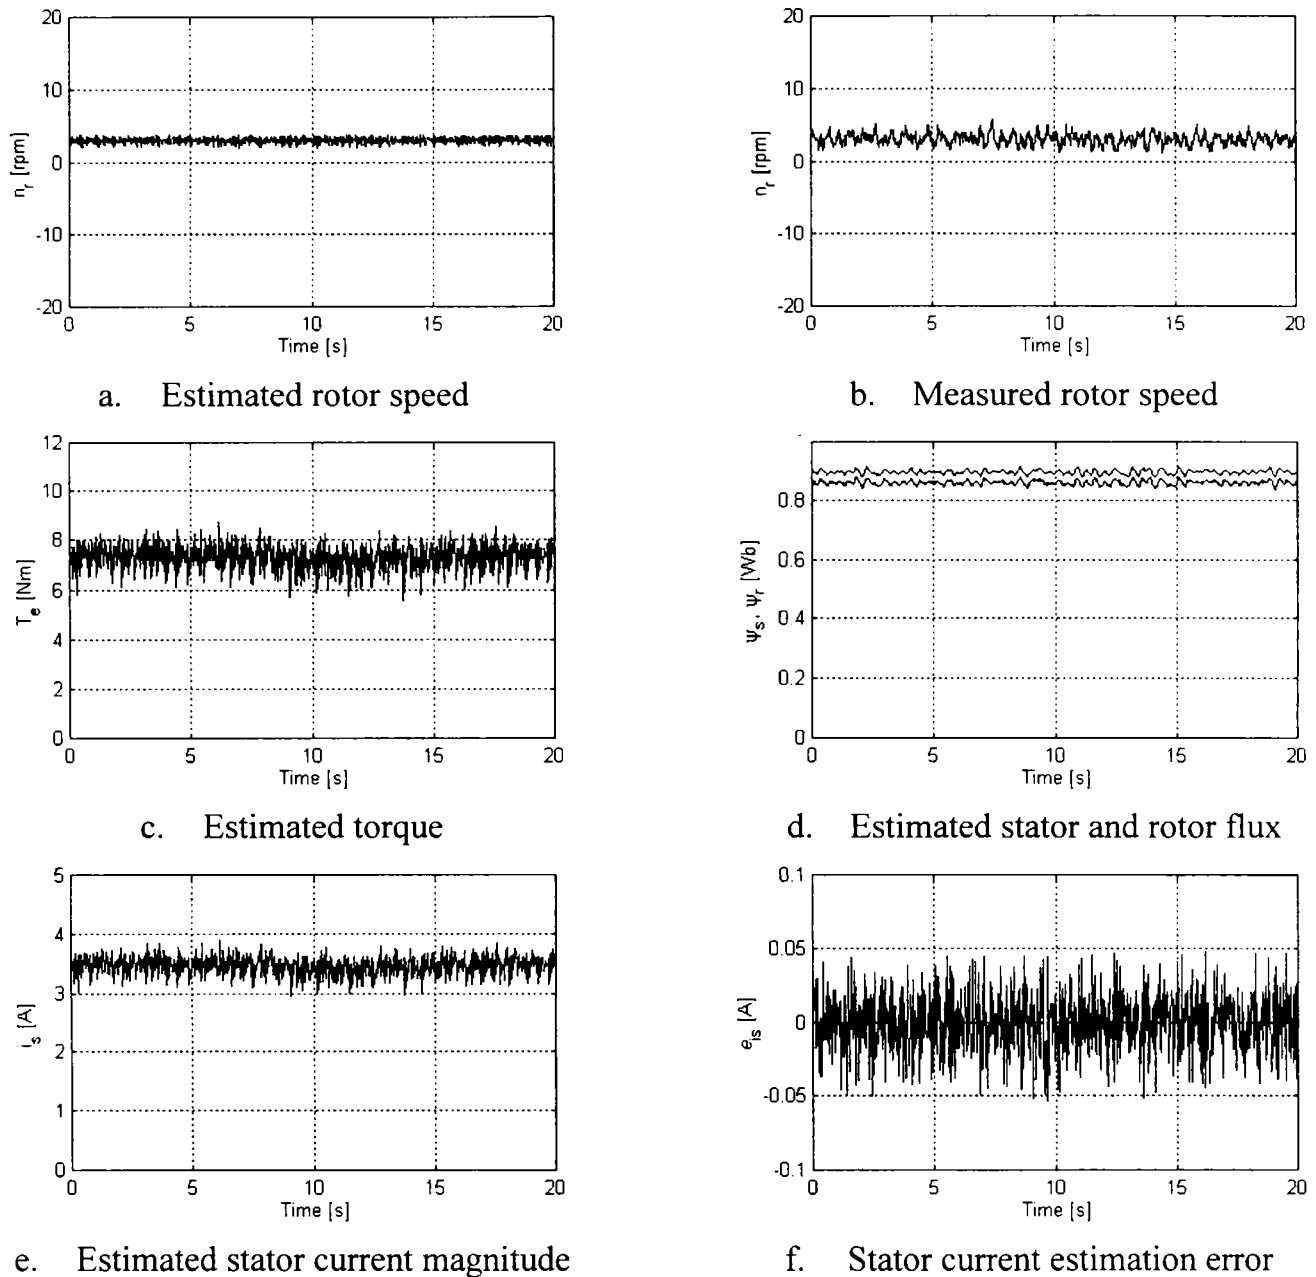 20
10
0
-10
-20
n_r [rpm]
0 5 10 15 20
Time [s]
a. Estimated rotor speed
20
10
0
-10
-20
n_r [rpm]
0 5 10 15 20
Time [s]
b. Measured rotor speed
12
10
8
6
4
2
0
T_e [Nm]
0 5 10 15 20
Time [s]
c. Estimated torque
0.8
0.6
0.4
0.2
0
Ψ_s, Ψ_r [Wb]
0 5 10 15 20
Time [s]
d. Estimated stator and rotor flux
5
4
3
2
1
0
i_s [A]
0 5 10 15 20
Time [s]
e. Estimated stator current magnitude
0.1
0.05
0
-0.05
-0.1
e_is [A]
0 5 10 15 20
Time [s]
f. Stator current estimation error